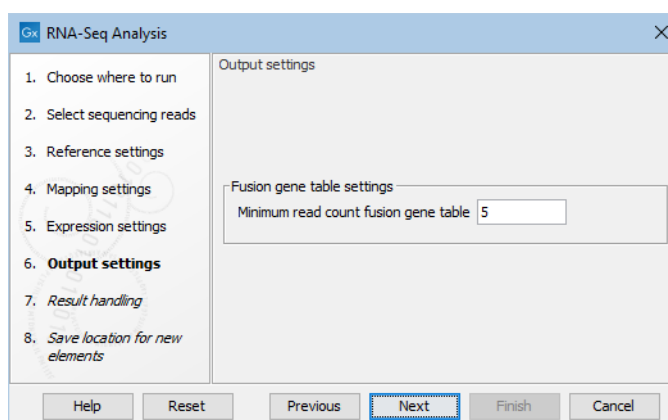 Gx RNA-Seq Analysis
1. Choose where to run
2. Select sequencing reads
3. Reference settings
4. Mapping settings
5. Expression settings
6. Output settings
7. Result handling
8. Save location for new
elements
Output settings
Fusion gene table settings
Minimum read count fusion gene table 5
Help Reset Previous Next Finish Cancel